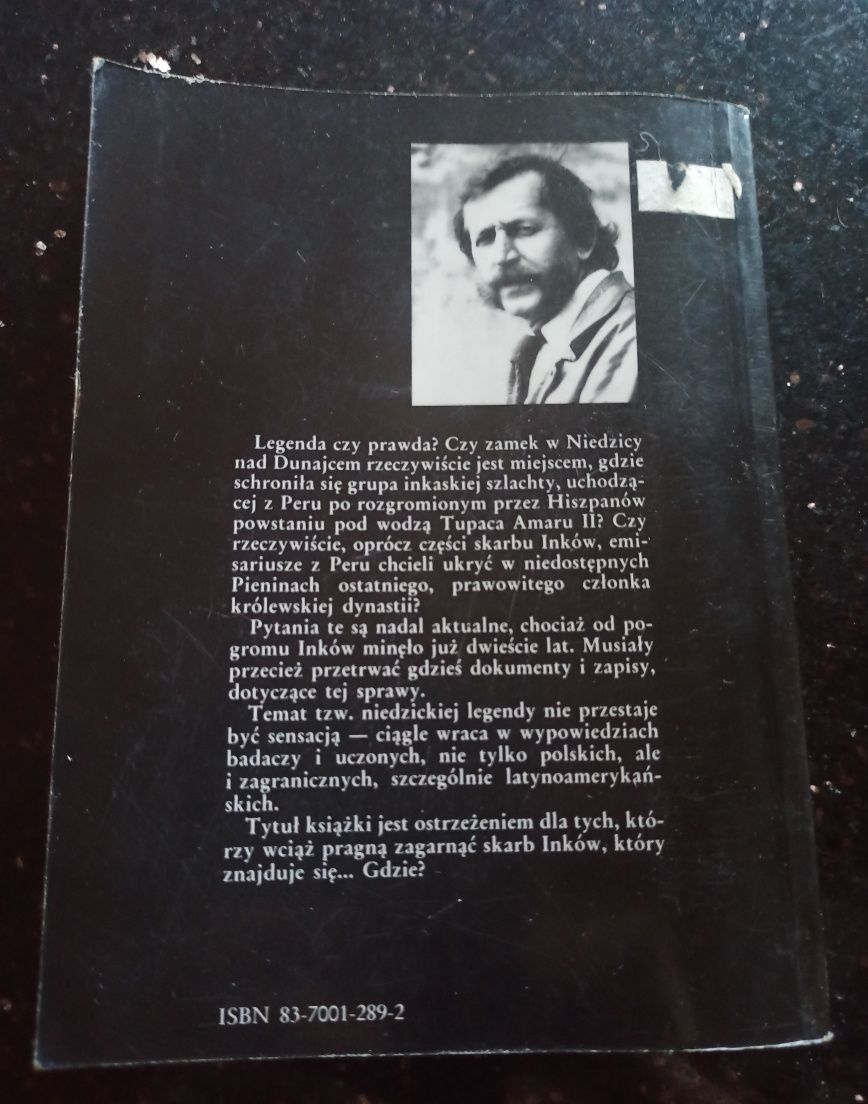 Legenda czy prawda? Czy zamek w Niedzicy
nad Dunajcem rzeczywiście jest miejscem, gdzie
schroniła się grupa inkaskiej szlachty, uchodzą-
cej z Peru po rozgromionym przez Hiszpanów
powstaniu pod wodzą Tupaca Amaru II? Czy
rzeczywiście, oprócz części skarbu Inków, emi-
sariusze z Peru chcieli ukryć w niedostępnych
Pieninach ostatniego, prawowitego członka
królewskiej dynastii?
Pytania te są nadal aktualne, chociaż od po-
gromu Inków minęło już dwieście lat. Musiały
przecież przetrwać gdzieś dokumenty i zapisy,
dotyczące tej sprawy.
Temat tzw. niedzickiej legendy nie przestaje
być sensacją — ciągle wraca w wypowiedziach
badaczy i uczonych, nie tylko polskich, ale
i zagranicznych, szczególnie latynoamerykań-
skich.
Tytuł książki jest ostrzeżeniem dla tych, któ-
rzy wciąż pragną zagarnąć skarb Inków, który
znajduje się... Gdzie?
ISBN 83-7001-289-2